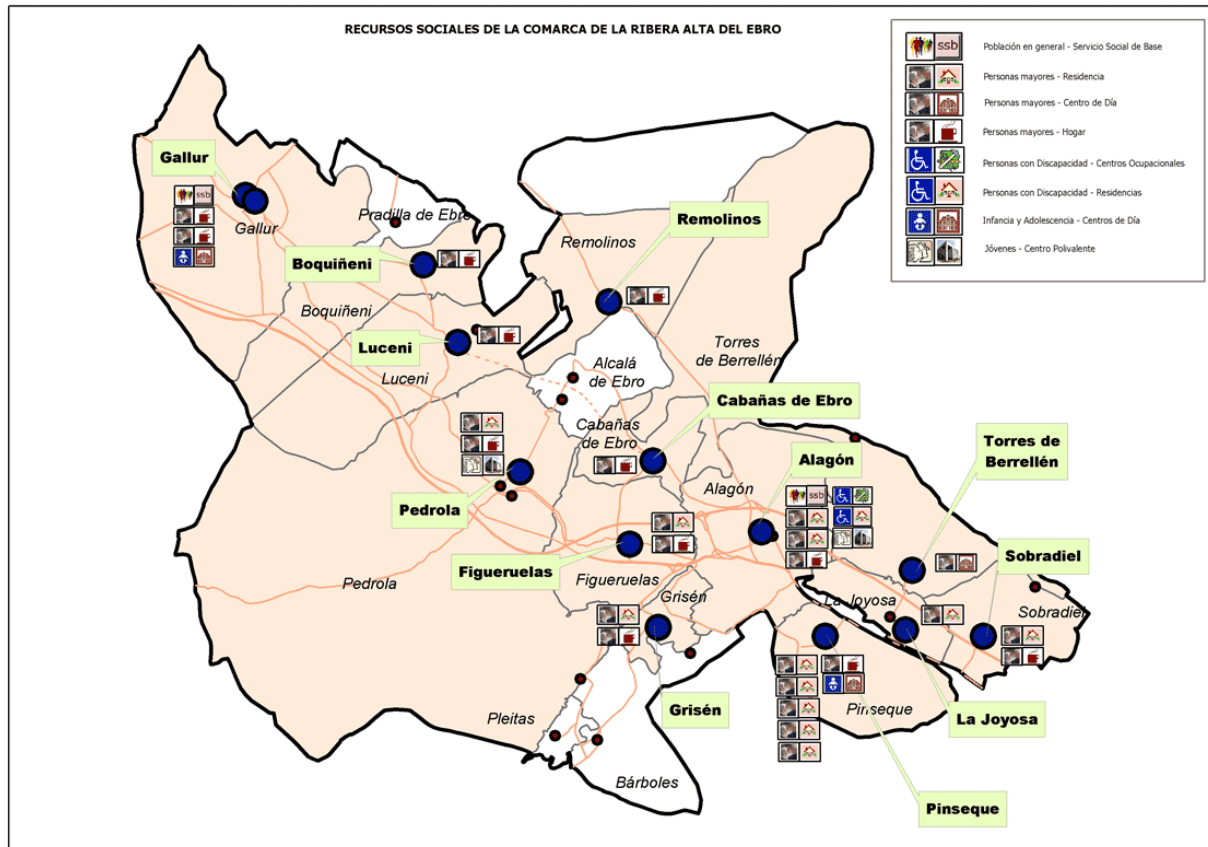 RECURSOS SOCIALES DE LA COMARCA DE LA RIBERA ALTA DEL EBRO
ssb
Población en general - Servicio Social de Base
Personas mayores - Residencia
Personas mayores - Centro de Día
Personas mayores - Hogar
Personas con Discapacidad - Centros Ocupacionales
Personas con Discapacidad - Residencias
Infancia y Adolescencia - Centros de Día
Jóvenes - Centro Polivalente
Gallur
ssb
Gallur
Pradilla de Ebro
Remolinos
Remolinos
Boquiñeni
Boquiñeni
Luceni
Luceni
Torres
de Berrellén
Alcalá
de Ebro
Cabañas de Ebro
Cabañas
de Ebro
Torres de
Berrellén
Alagón
Alagón
ssb
Pedrola
Pedrola
Figueruelas
Figueruelas
Sobradiel
Sobradiel
Grisén
La Joyosa
Grisén
La Joyosa
Pinseque
Pleitas
Bárboles
Pinseque